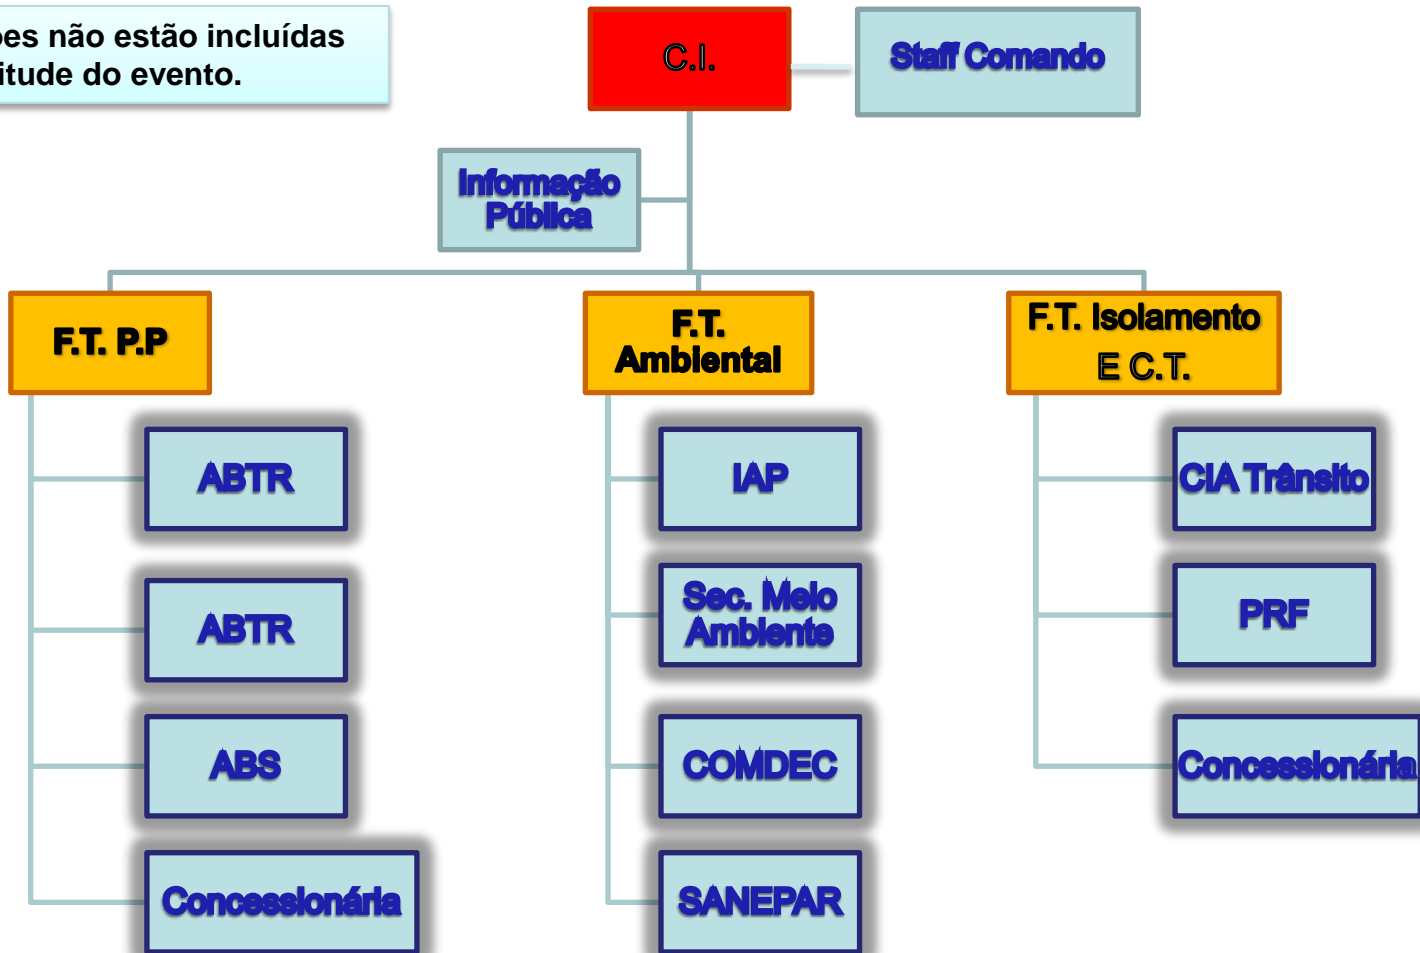 ões não estão incluídas
itude do evento.
C.I.
Staff Comando
Informação
Pública
F.T. P.P
F.T.
Ambiental
F.T. Isolamento
E C.T.
ABTR
IAP
CIA Trânsito
ABTR
Sec. Meio
Ambiente
PRF
ABS
COMDEC
Concessionária
Concessionária
SANEPAR